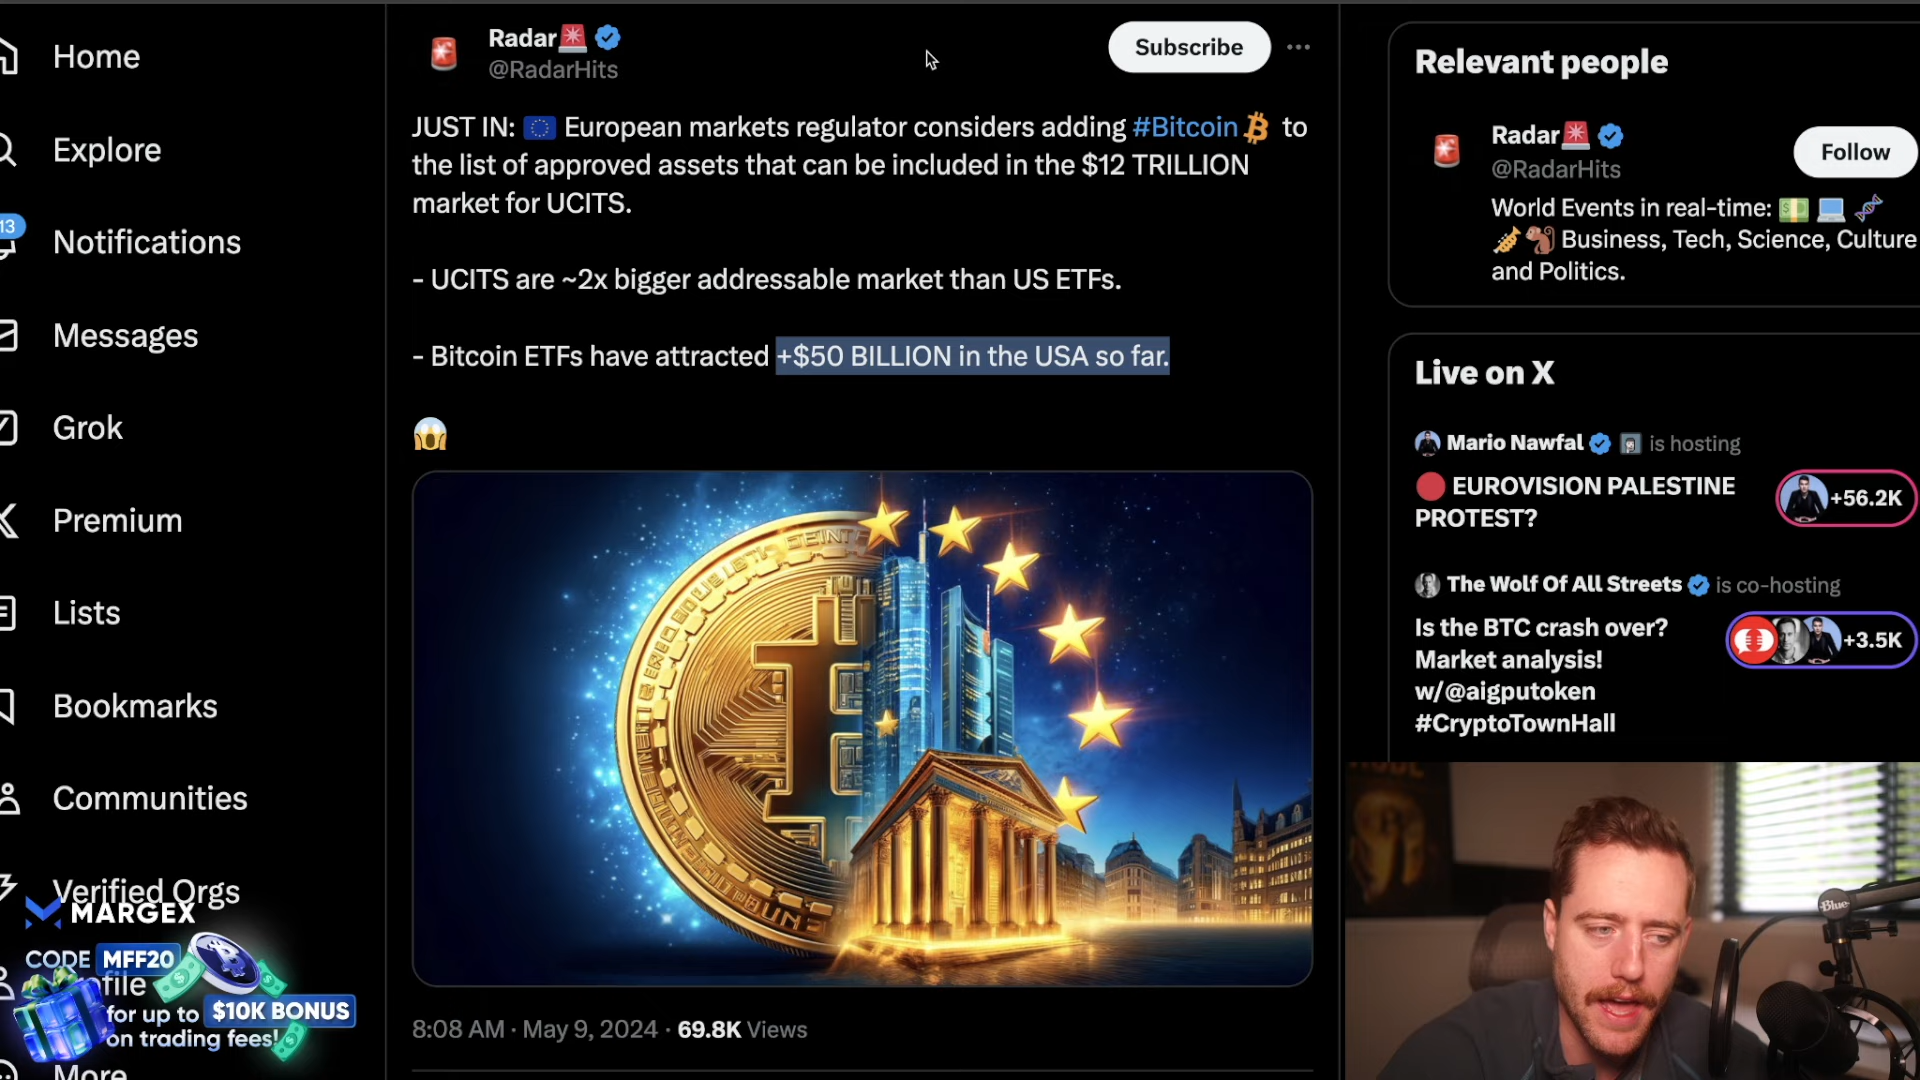 Home
Explore
13
Notifications
Messages
Grok
Premium
Lists
Bookmarks
Communities
Verified Orgs
More
MARGEX
CODE MFF20
for up to $10K BONUS
on trading fees!
Radar
@RadarHits
Subscribe
JUST IN: European markets regulator considers adding #Bitcoin to
the list of approved assets that can be included in the $12 TRILLION
market for UCITS.
- UCITS are ~2x bigger addressable market than US ETFs.
- Bitcoin ETFs have attracted +$50 BILLION in the USA so far.
8:08 AM · May 9, 2024 · 69.8K Views
Relevant people
Radar
@RadarHits
Follow
World Events in real-time:
Business, Tech, Science, Culture
and Politics.
Live on X
Mario Nawfal is hosting
EUROVISION PALESTINE
PROTEST?
+56.2K
The Wolf Of All Streets is co-hosting
Is the BTC crash over?
Market analysis!
w/@aigputoken
#CryptoTownHall
+3.5K
Blue